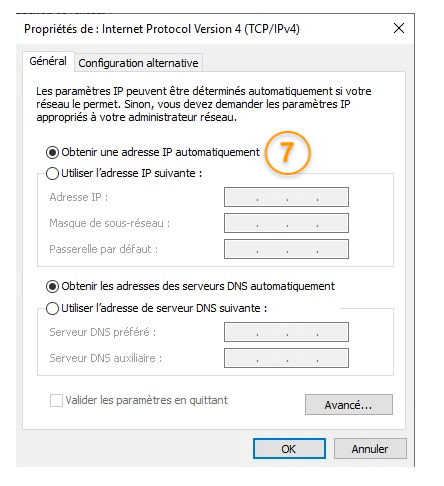 Propriétés de : Internet Protocol Version 4 (TCP/IPv4)
Général
Configuration alternative
Les paramètres IP peuvent être déterminés automatiquement si votre
réseau le permet. Sinon, vous devez demander les paramètres IP
appropriés à votre administrateur réseau.
Obtenir une adresse IP automatiquement
7
Utiliser l'adresse IP suivante :
Adresse IP :
Masque de sous-réseau :
Passerelle par défaut :
Obtenir les adresses des serveurs DNS automatiquement
Utiliser l'adresse de serveur DNS suivante :
Serveur DNS préféré :
Serveur DNS auxiliaire :
Valider les paramètres en quittant
Avancé...
OK
Annuler